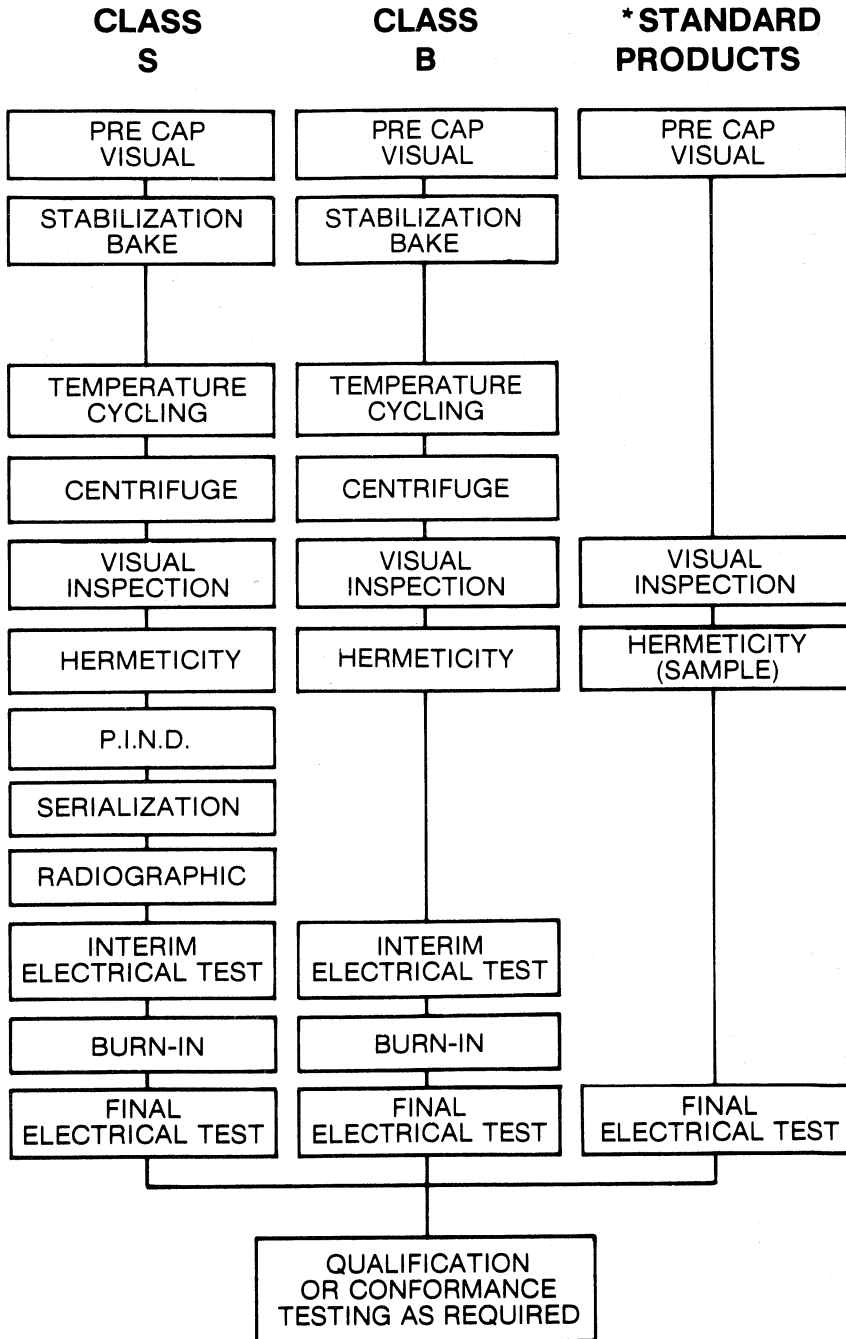 CLASS
S
CLASS
B
*STANDARD
PRODUCTS
PRE CAP
VISUAL
STABILIZATION
BAKE
TEMPERATURE
CYCLING
CENTRIFUGE
VISUAL
INSPECTION
HERMETICITY
P.I.N.D.
SERIALIZATION
RADIOGRAPHIC
INTERIM
ELECTRICAL TEST
BURN-IN
FINAL
ELECTRICAL TEST
PRE CAP
VISUAL
STABILIZATION
BAKE
TEMPERATURE
CYCLING
CENTRIFUGE
VISUAL
INSPECTION
HERMETICITY
INTERIM
ELECTRICAL TEST
BURN-IN
FINAL
ELECTRICAL TEST
PRE CAP
VISUAL
VISUAL
INSPECTION
HERMETICITY
(SAMPLE)
FINAL
ELECTRICAL TEST
QUALIFICATION
OR CONFORMANCE
TESTING AS REQUIRED